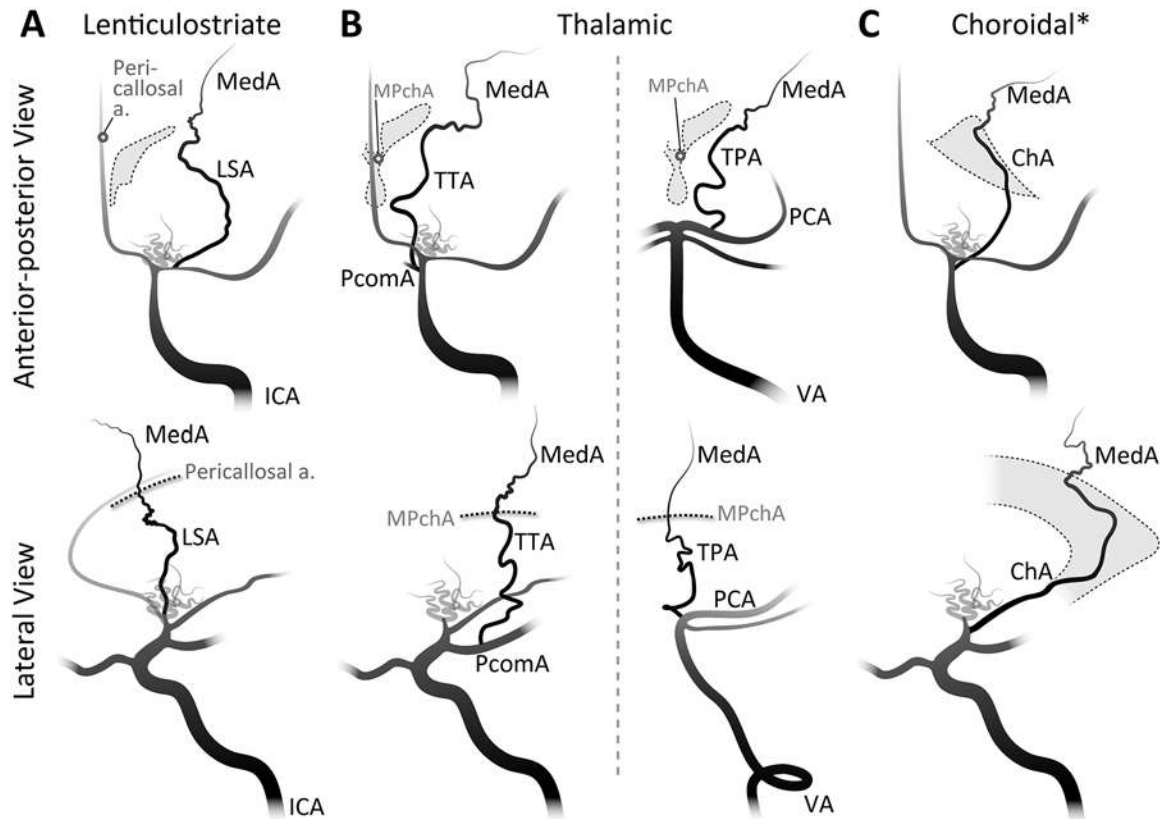 A Lenticulostriate
B Thalamic
C Choroidal*
Anterior-posterior View
Peri-
callosal
a.
MedA
LSA
ICA
MPchA
MedA
TTA
PcomA
MPchA
MedA
TPA
PCA
VA
MedA
ChA
Lateral View
MedA
Pericallosal a.
LSA
ICA
MedA
MPchA
TTA
PcomA
MedA
MPchA
TPA
PCA
VA
MedA
ChA